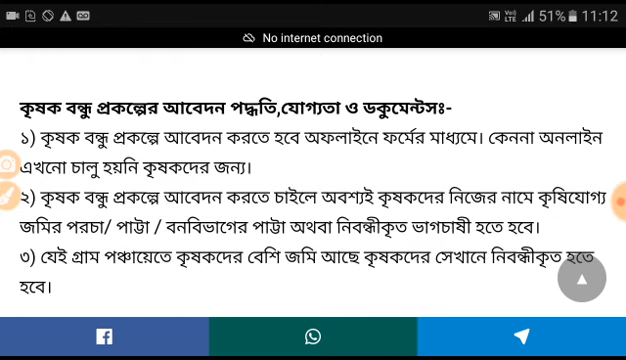 51% 11:12
No internet connection
কৃষক বন্ধু প্রকল্পের আবেদন পদ্ধতি,যোগ্যতা ও ডকুমেন্টসঃ-
১) কৃষক বন্ধু প্রকল্পে আবেদন করতে হবে অফলাইনে ফর্মের মাধ্যমে। কেননা অনলাইন
এখনো চালু হয়নি কৃষকদের জন্য।
২) কৃষক বন্ধু প্রকল্পে আবেদন করতে চাইলে অবশ্যই কৃষকদের নিজের নামে কৃষিযোগ্য
জমির পরচা/ পাট্টা / বনবিভাগের পাট্টা অথবা নিবন্ধীকৃত ভাগচাষী হতে হবে।
৩) যেই গ্রাম পঞ্চায়েতে কৃষকদের বেশি জমি আছে কৃষকদের সেখানে নিবন্ধীকৃত হতে
হবে।